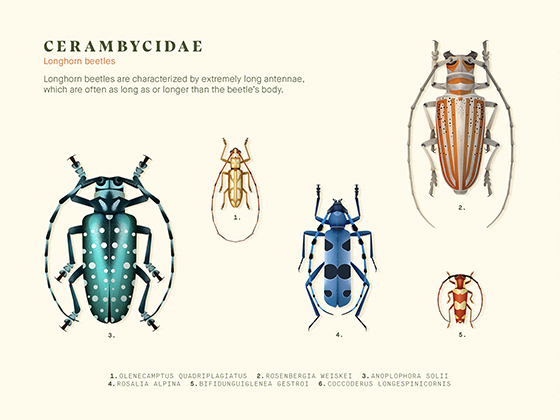 CERAMBYCIDAE
Longhorn beetles
Longhorn beetles are characterized by extremely long antennae,
which are often as long as or longer than the beetle's body.
1.
2.
3.
4.
5.
1. OLENECAMPTUS QUADRIPLAGIATUS 2. ROSENBERGIA WEISKEI 3. ANOPLOPHORA SOLII
4. ROSALIA ALPINA 5. BIFIDUNGUIGLENEA GESTROI 6. COCCODERUS LONGESPINICORNIS